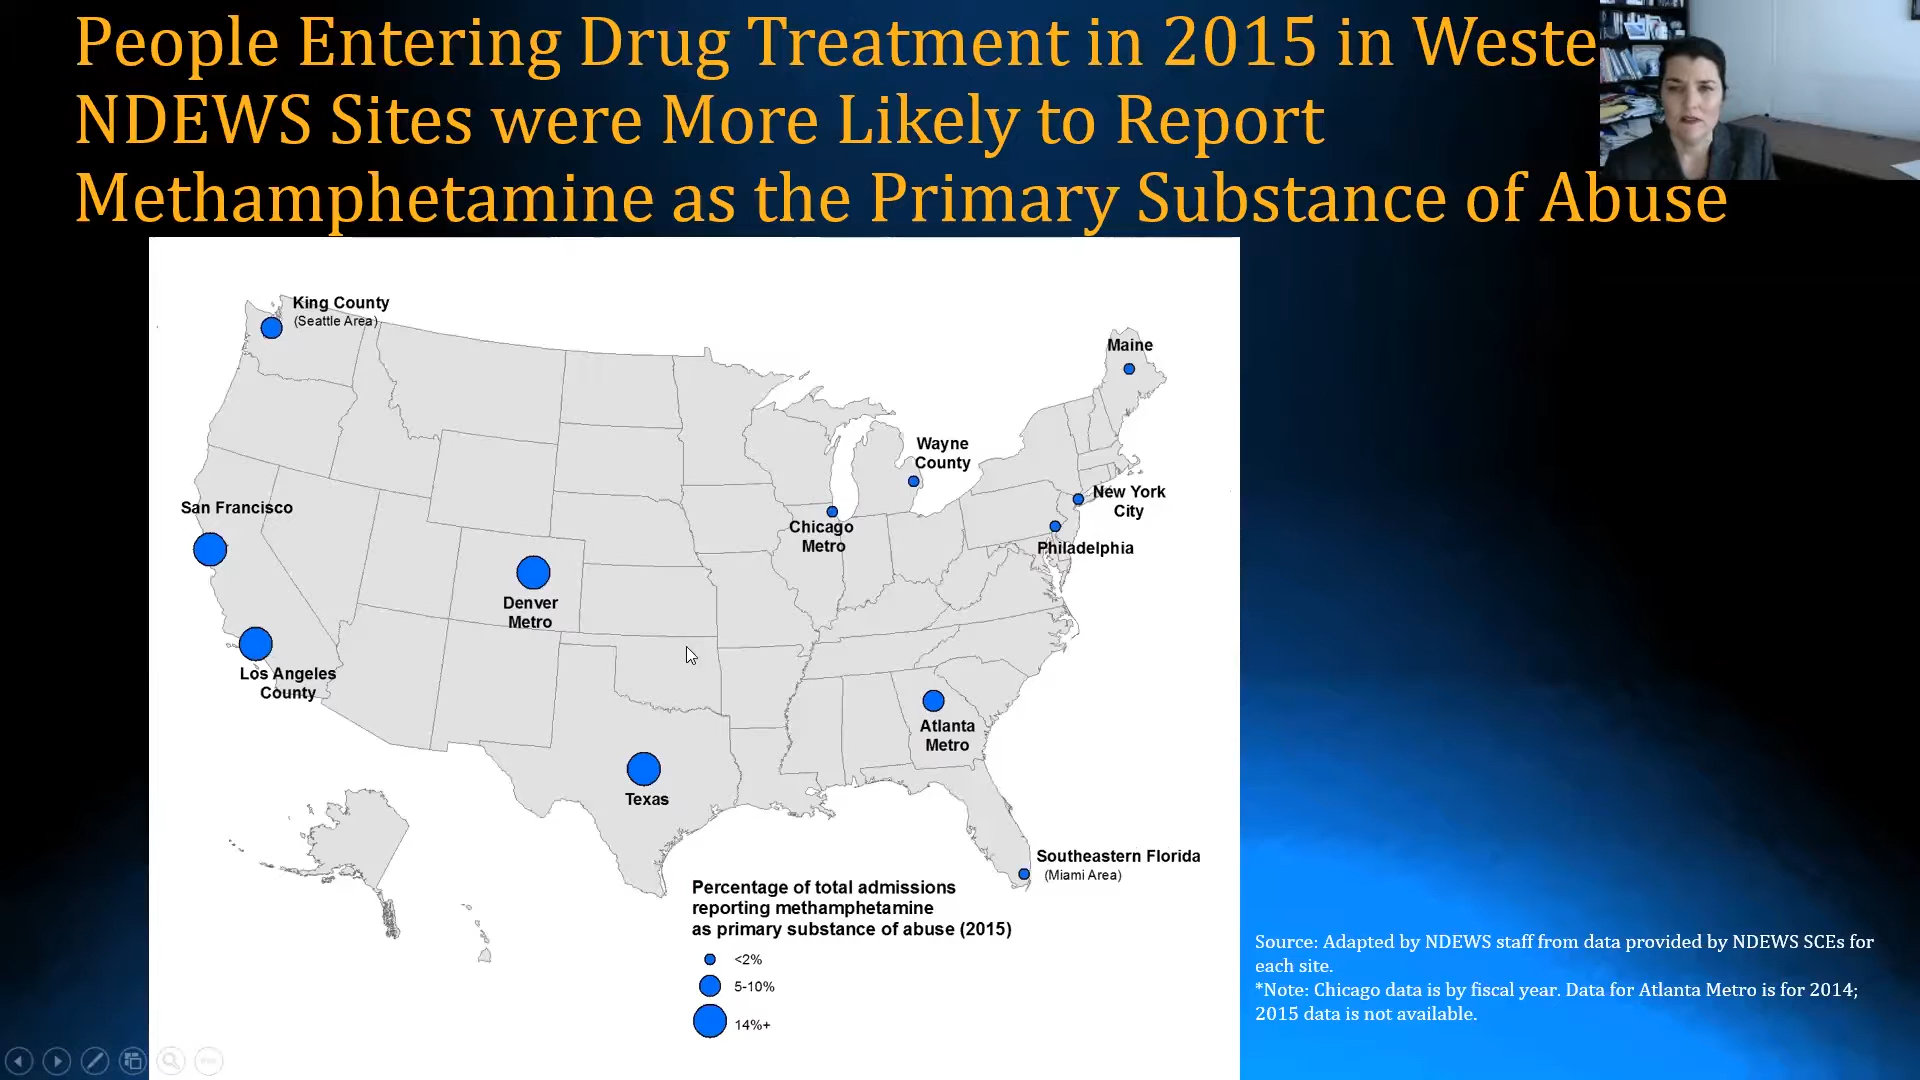 People Entering Drug Treatment in 2015 in Weste
NDEWS Sites were More Likely to Report
Methamphetamine as the Primary Substance of Abuse
King County
(Seattle Area)
Maine
Wayne
County
San Francisco
New York
City
Chicago
Metro
Philadelphia
Denver
Metro
Los Angeles
County
Atlanta
Metro
Texas
Southeastern Florida
(Miami Area)
Percentage of total admissions
reporting methamphetamine
as primary substance of abuse (2015)
<2%
5-10%
14%+
Source: Adapted by NDEWS staff from data provided by NDEWS SCEs for
each site.
*Note: Chicago data is by fiscal year. Data for Atlanta Metro is for 2014;
2015 data is not available.